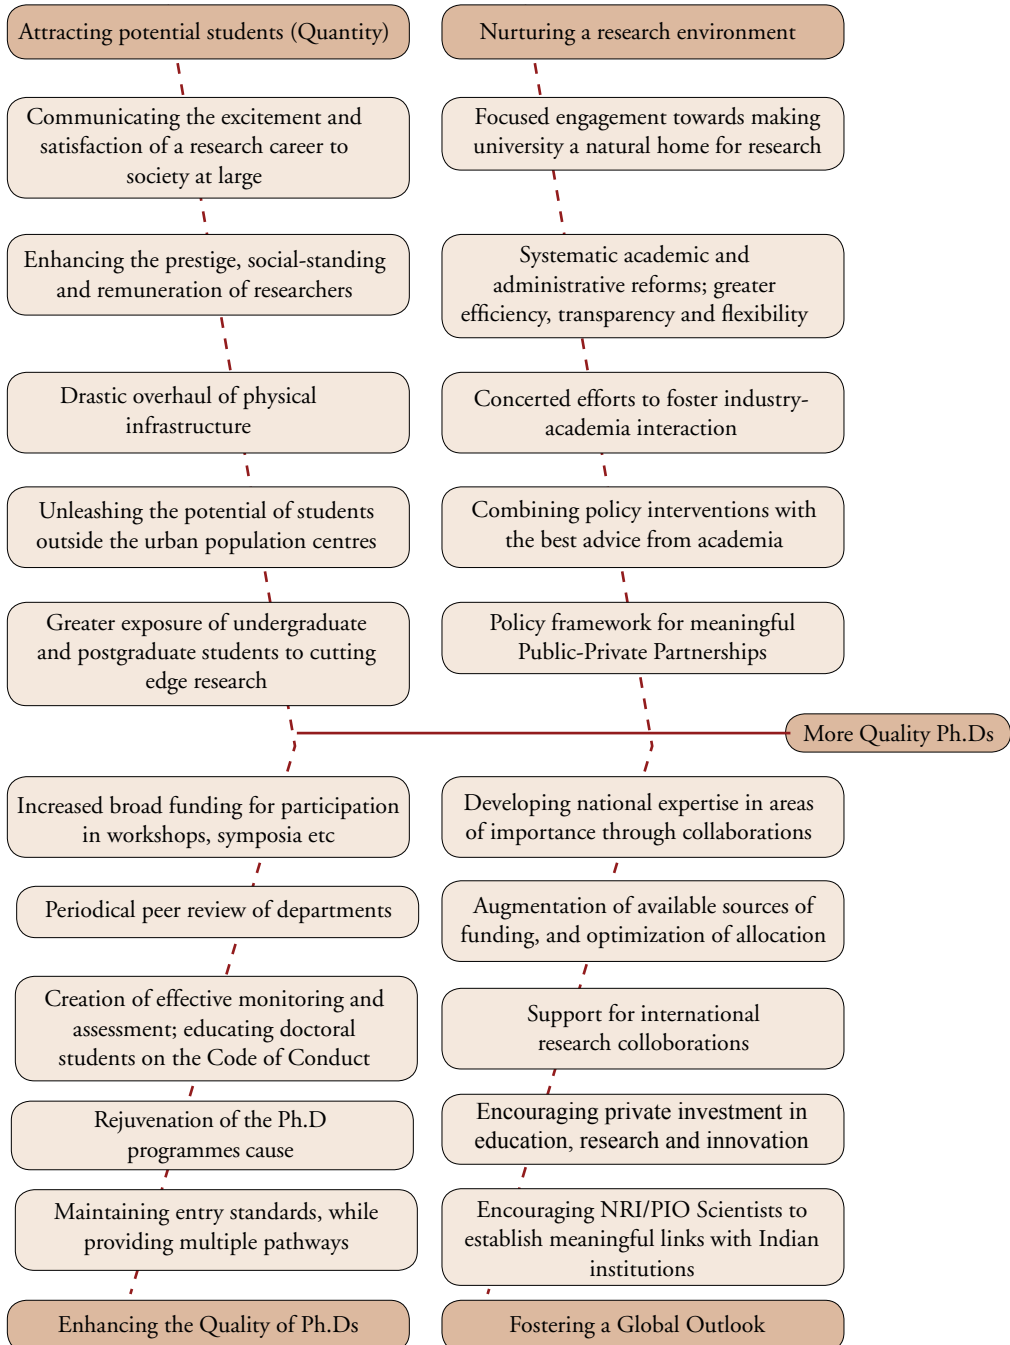 Attracting potential students (Quantity)
Communicating the excitement and
satisfaction of a research career to
society at large
Enhancing the prestige, social-standing
and remuneration of researchers
Drastic overhaul of physical
infrastructure
Unleashing the potential of students
outside the urban population centres
Greater exposure of undergraduate
and postgraduate students to cutting
edge research
Nurturing a research environment
Focused engagement towards making
university a natural home for research
Systematic academic and
administrative reforms; greater
efficiency, transparency and flexibility
Concerted efforts to foster industry-
academia interaction
Combining policy interventions with
the best advice from academia
Policy framework for meaningful
Public-Private Partnerships
More Quality Ph.Ds
Increased broad funding for participation
in workshops, symposia etc
Periodical peer review of departments
Creation of effective monitoring and
assessment; educating doctoral
students on the Code of Conduct
Rejuvenation of the Ph.D
programmes cause
Maintaining entry standards, while
providing multiple pathways
Enhancing the Quality of Ph.Ds
Developing national expertise in areas
of importance through collaborations
Augmentation of available sources of
funding, and optimization of allocation
Support for international
research colloborations
Encouraging private investment in
education, research and innovation
Encouraging NRI/PIO Scientists to
establish meaningful links with Indian
institutions
Fostering a Global Outlook